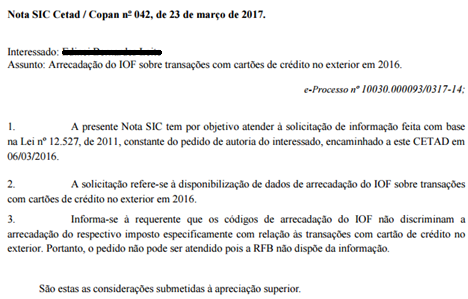 Nota SIC Cetad / Copan nº 042, de 23 de março de 2017.
Interessado:
Assunto: Arrecadação do IOF sobre transações com cartões de crédito no exterior em 2016.
e-Processo nº 10030.000093/0317-14;
1. A presente Nota SIC tem por objetivo atender à solicitação de informação feita com base
na Lei nº 12.527, de 2011, constante do pedido de autoria do interessado, encaminhado a este CETAD em
06/03/2016.
2. A solicitação refere-se à disponibilização de dados de arrecadação do IOF sobre transações
com cartões de crédito no exterior em 2016.
3. Informa-se à requerente que os códigos de arrecadação do IOF não discriminam a
arrecadação do respectivo imposto especificamente com relação às transações com cartão de crédito no
exterior. Portanto, o pedido não pode ser atendido pois a RFB não dispõe da informação.
São estas as considerações submetidas à apreciação superior.